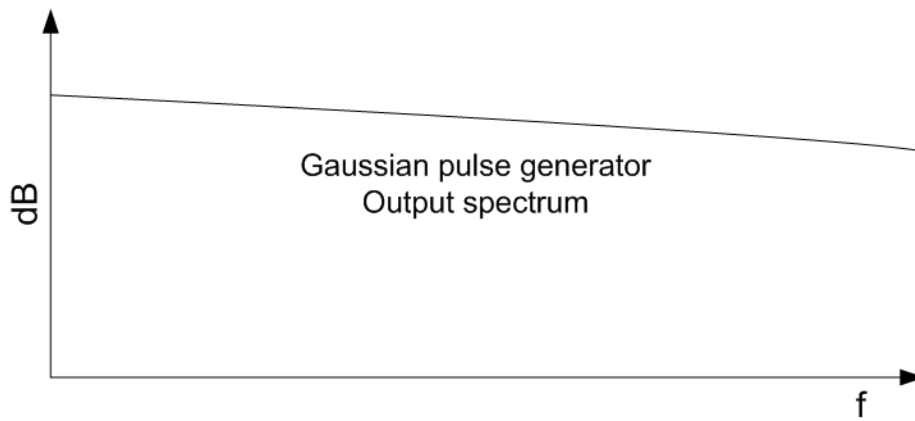 dB
Gaussian pulse generator
Output spectrum
f